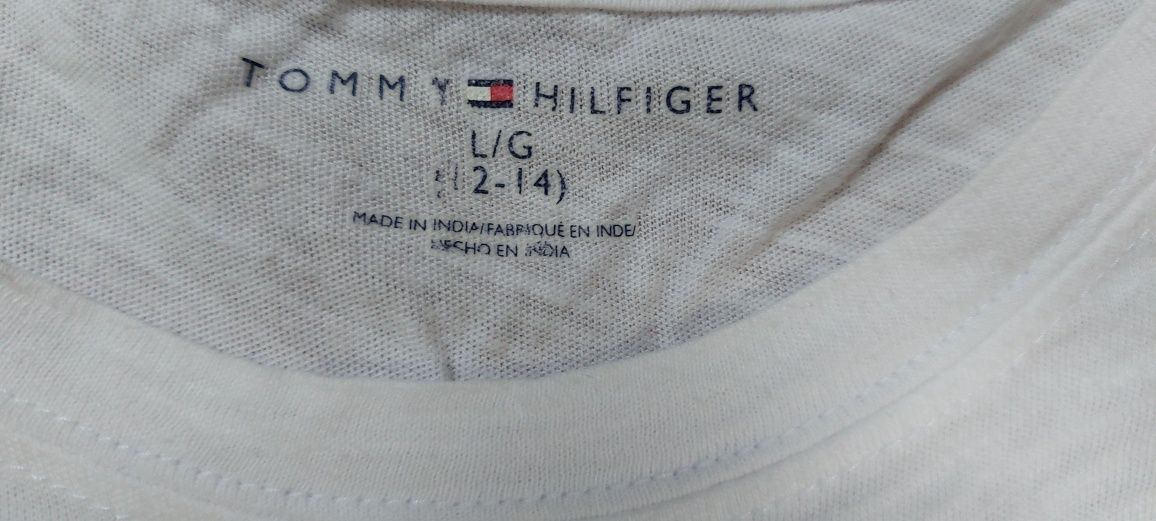 TOMMY HILFIGER
L/G
(12-14)
MADE IN INDIA/FABRIQUÉ EN INDE/
HECHO EN INDIA